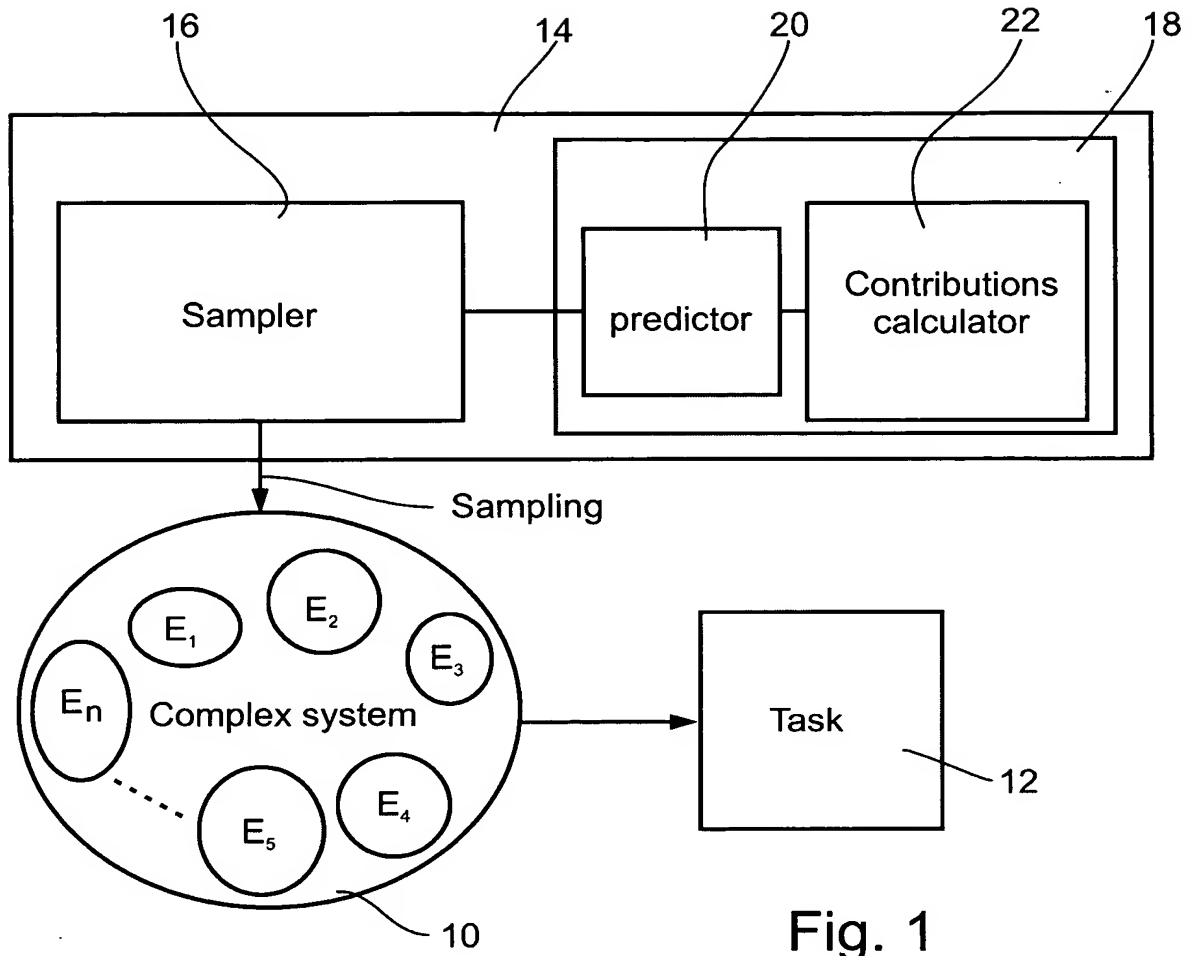 16
14
20
22
18
Sampler
predictor
Contributions
calculator
Sampling
E₁
E₂
E₃
En
Complex system
Task
E₄
E₅
12
10
Fig. 1